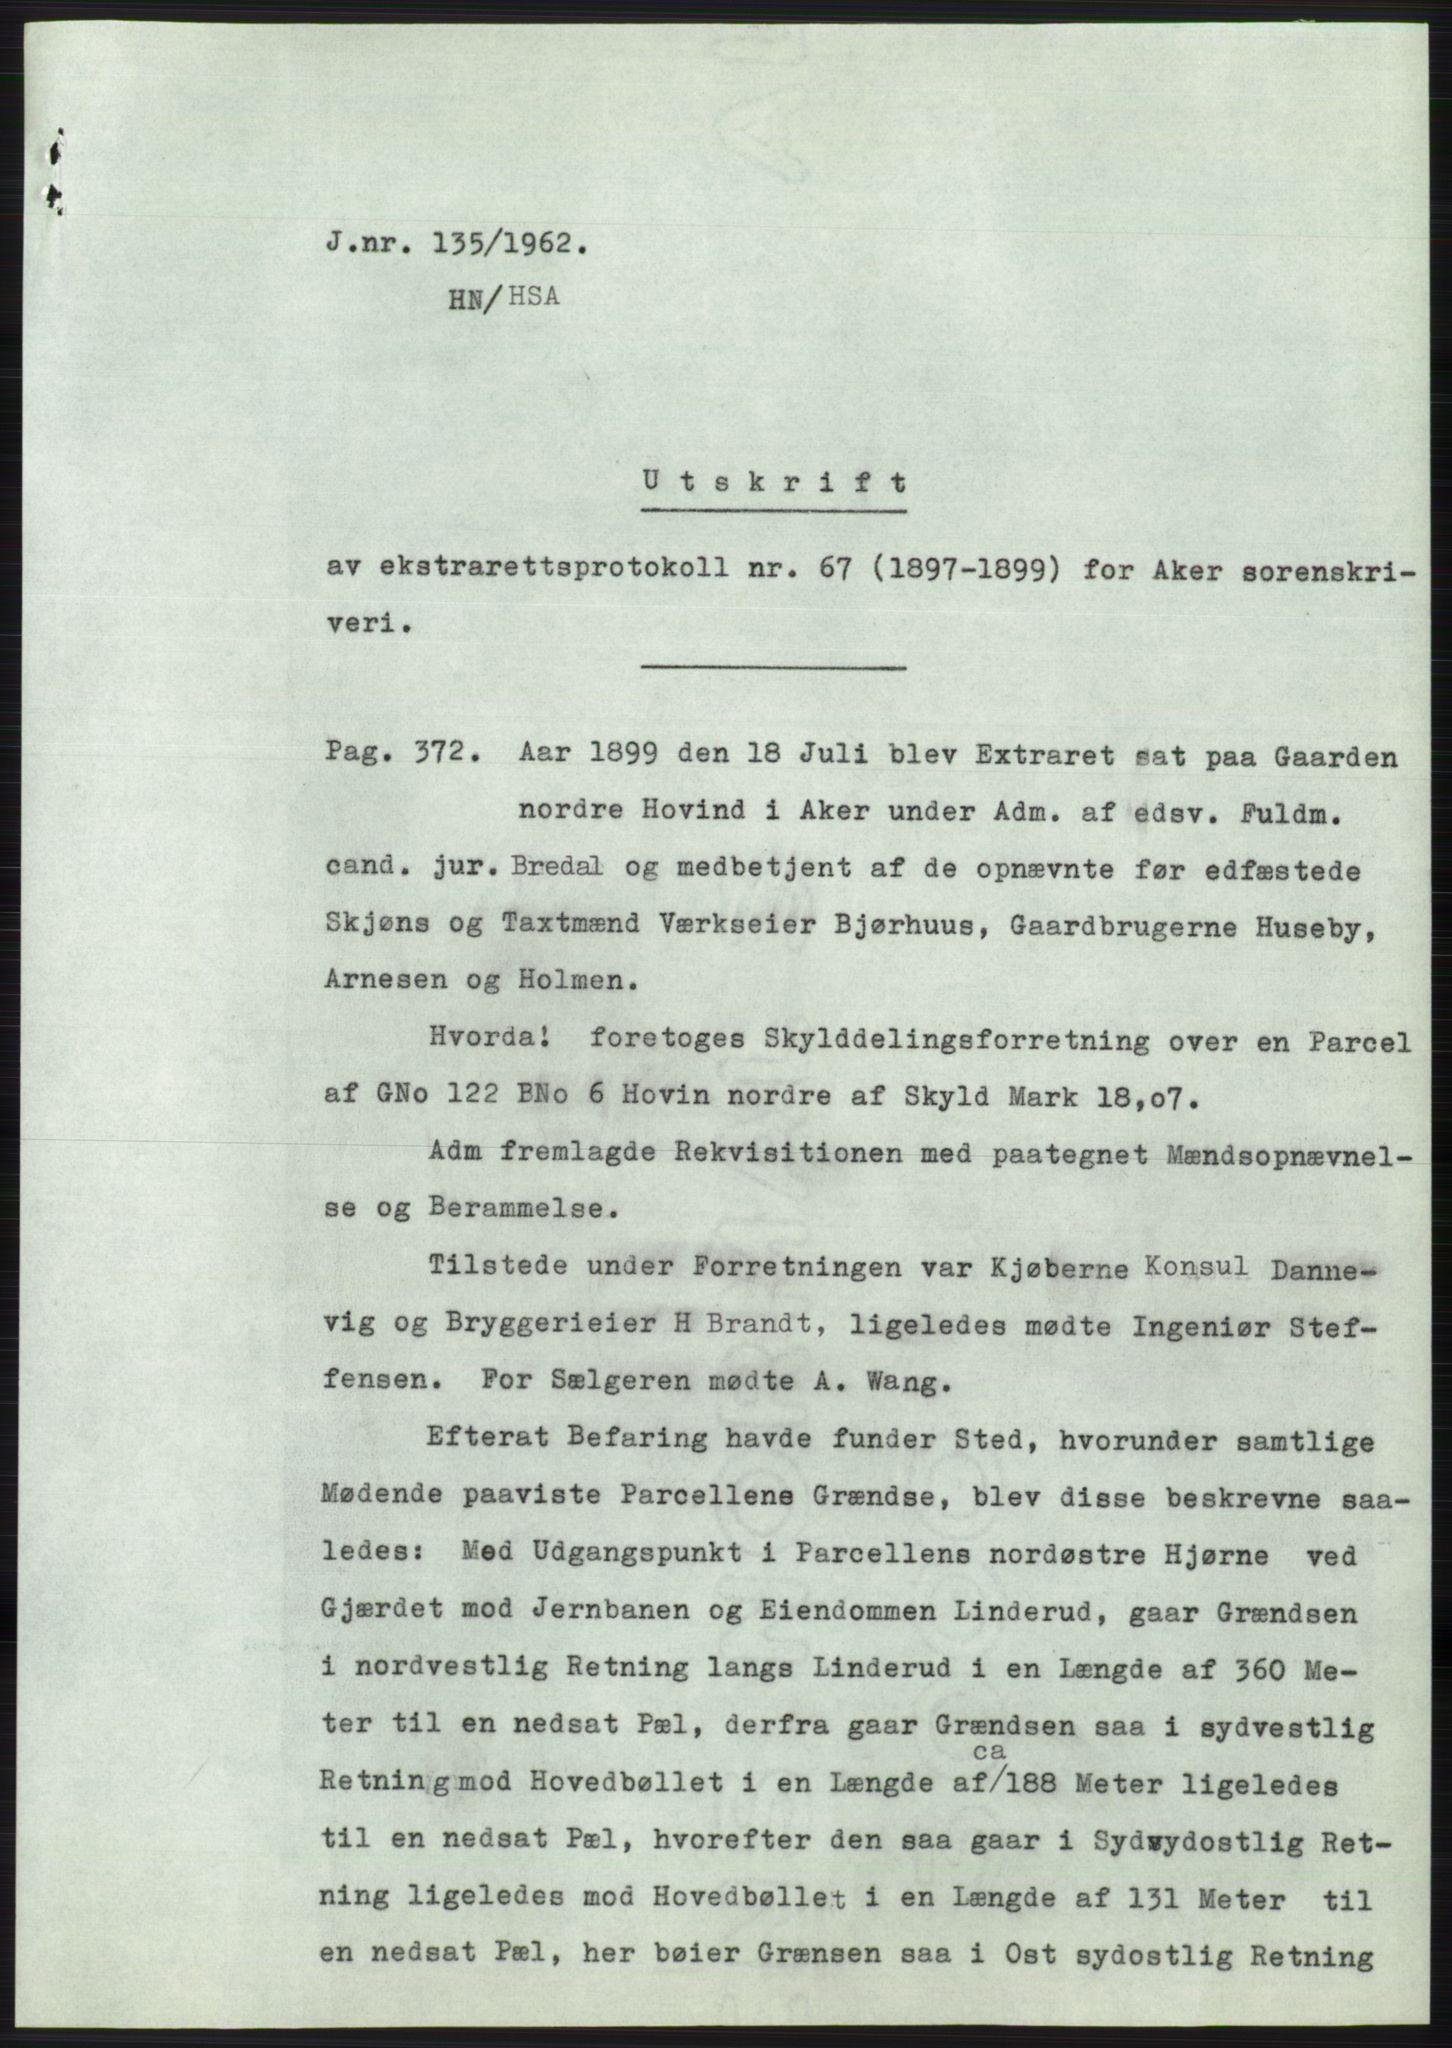 J.nr. 135/1962.
HN/HSA
Utskrift
av ekstrarettsprotokoll nr. 67 (1897-1899) for Aker sorenskri-
veri.
Pag. 372. Aar 1899 den 18 Juli blev Extraret sat paa Gaarden
nordre Hovind i Aker under Adm. af edsv. Fuldm.
cand. jur. Bredal og medbetjent af de opnævnte før edfæstede
Skjøns og Taxtmænd Værkseier Bjørhuus, Gaardbrugerne Huseby,
Arnesen og Holmen.
Hvorda! foretoges Skylddelingsforretning over en Parcel
af GNo 122 BNo 6 Hovin nordre af Skyld Mark 18,o7.
Adm fremlagde Rekvisitionen med paategnet Mændsopnævnel-
se og Berammelse.
Tilstede under Forretningen var Kjøberne Konsul Danne-
vig og Bryggerieier H Brandt, ligeledes mødte Ingeniør Stef-
fensen. For Sælgeren mødte A. Wang.
Efterat Befaring havde funder Sted, hvorunder samtlige
Mødende paaviste Parcellens Grændse, blev disse beskrevne saa-
ledes: Med Udgangspunkt i Parcellens nordøstre Hjørne ved
Gjærdet mod Jernbanen og Eiendommen Linderud, gaar Grændsen
i nordvestlig Retning langs Linderud i en Længde af 360 Me-
ter til en nedsat Pæl, derfra gaar Grændsen saa i sydvestlig
ca
Retning mod Hovedbøllet i en Længde af/188 Meter ligeledes
til en nedsat Pæl, hvorefter den saa gaar i Sydsydostlig Ret-
ning ligeledes mod Hovedbøllet i en Længde af 131 Meter til
en nedsat Pæl, her bøier Grænsen saa i Ost sydostlig Retning